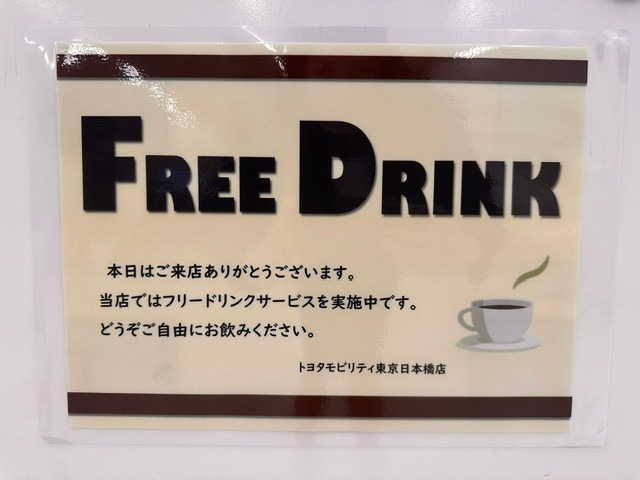 FREE DRINK
本日はご来店ありがとうございます。
当店ではフリードリンクサービスを実施中です。
どうぞご自由にお飲みください。
トヨタモビリティ東京日本橋店